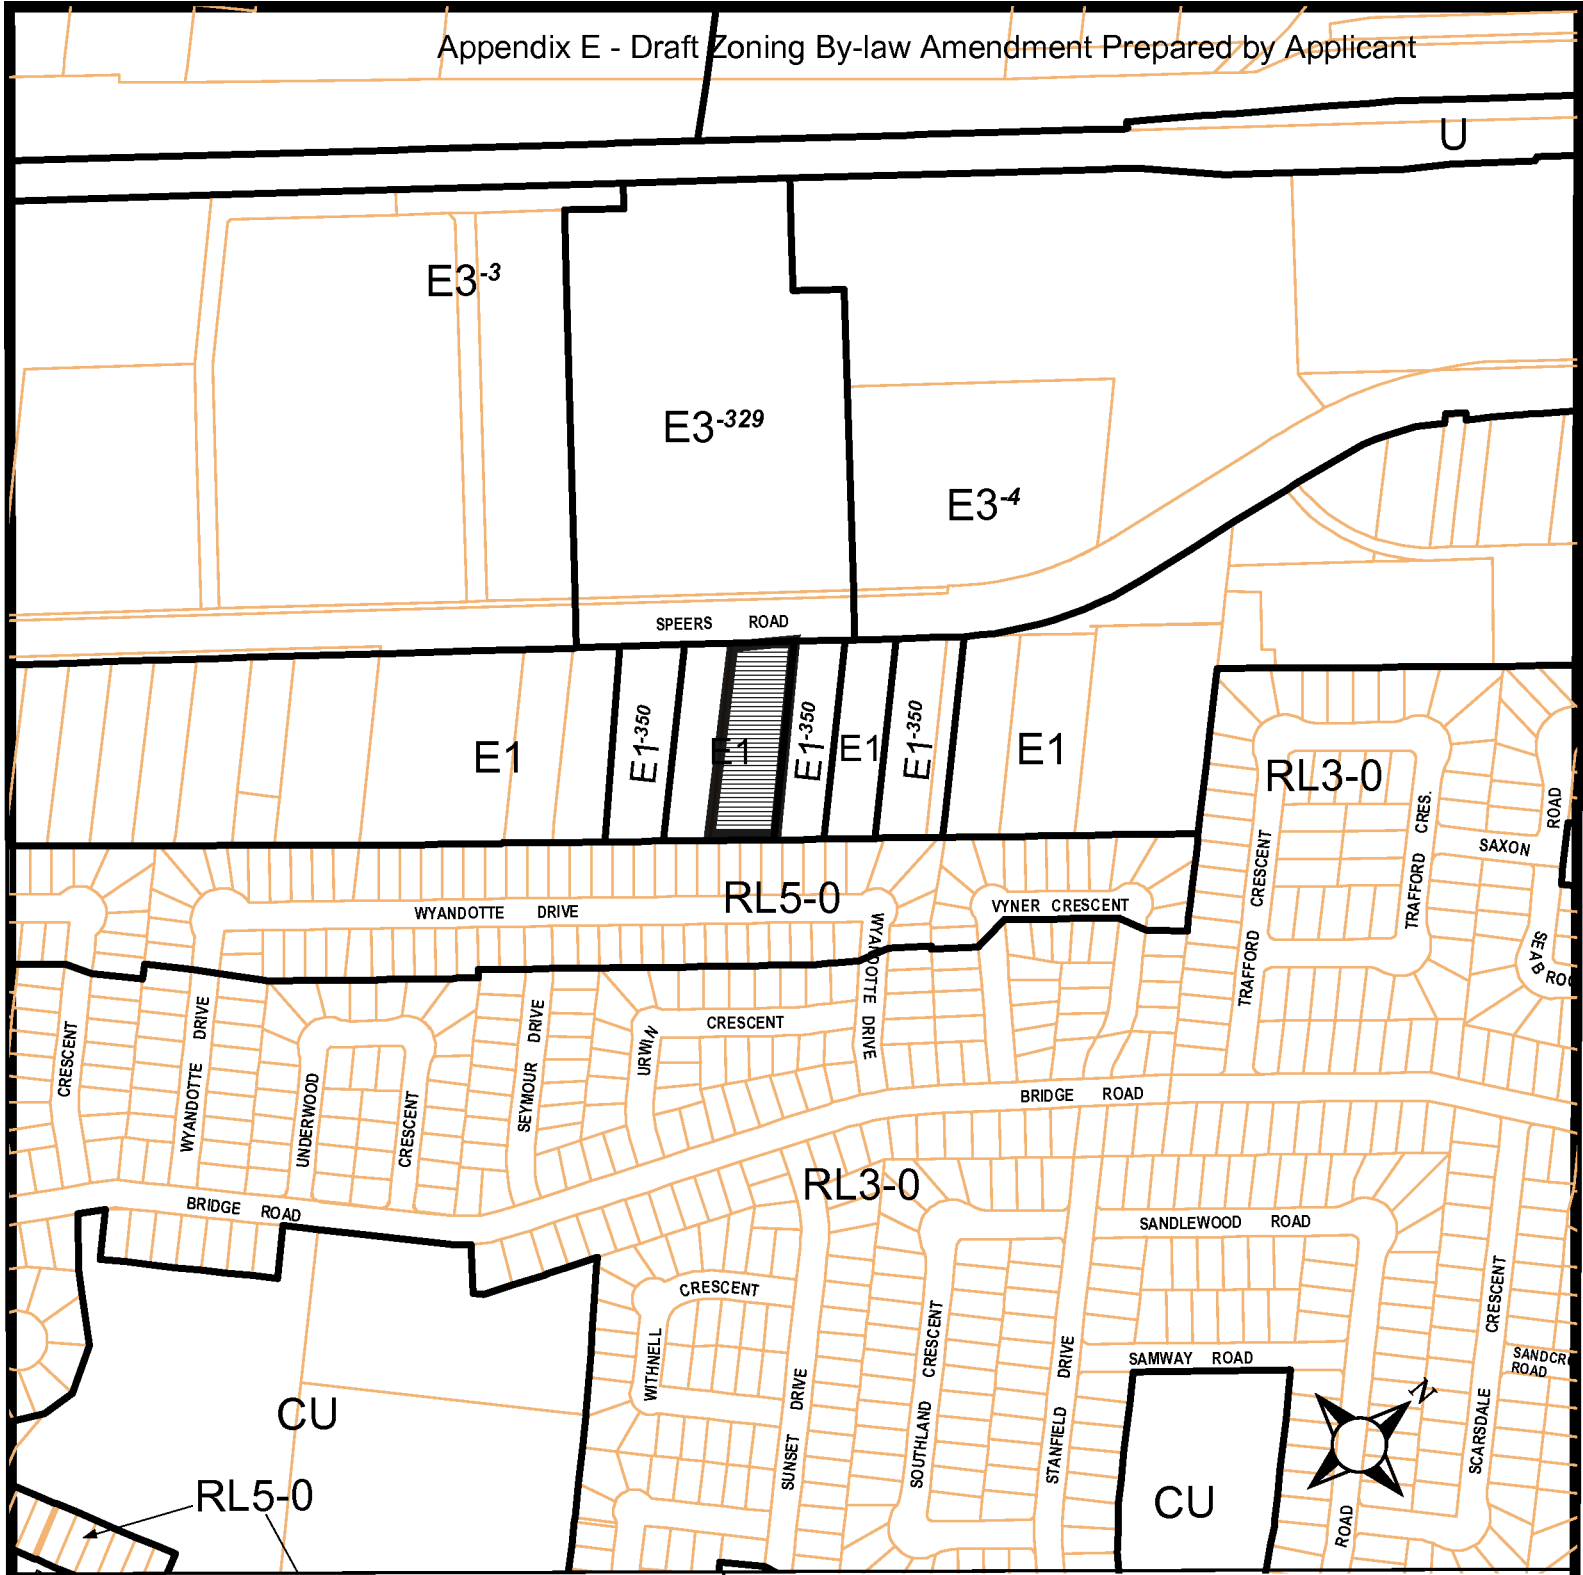 Appendix E - Draft Zoning By-law Amendment Prepared by Applicant
U
E3-3
E3-329
E3-4
SPEERS ROAD
E1
E1-350
E1
E1-350
E1
E1-350
E1
RL3-0
TRAFFORD CRESCENT
TRAFFORD CRES.
SAXON
ROAD
SEAB
ROO
RL5-0
WYANDOTTE DRIVE
VYNER CRESCENT
WYANDOTTE DRIVE
CRESCENT
WYANDOTTE DRIVE
UNDERWOOD
CRESCENT
SEYMOUR DRIVE
URWIN
CRESCENT
BRIDGE ROAD
BRIDGE ROAD
RL3-0
SANDLEWOOD ROAD
CRESCENT
WITHNELL
SUNSET DRIVE
SOUTHLAND CRESCENT
STANFIELD DRIVE
SAMWAY ROAD
SCARSDALE CRESCENT
SANDCR
ROAD
N
ROAD
CU
CU
RL5-0